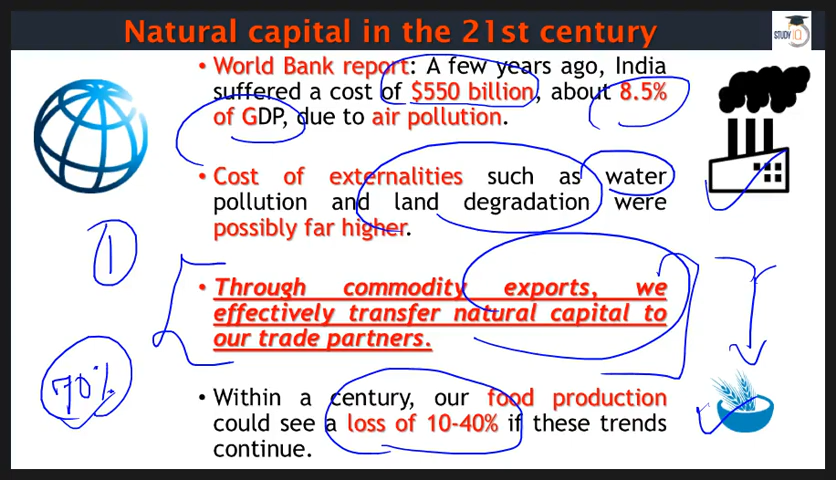 Natural capital in the 21st century
STUDY IQ
• World Bank report: A few years ago, India
suffered a cost of $550 billion, about 8.5%
of GDP, due to air pollution.
• Cost of externalities such as water
pollution and land degradation were
possibly far higher.
1
• Through commodity exports, we
effectively transfer natural capital to
our trade partners.
70%
• Within a century, our food production
could see a loss of 10-40% if these trends
continue.